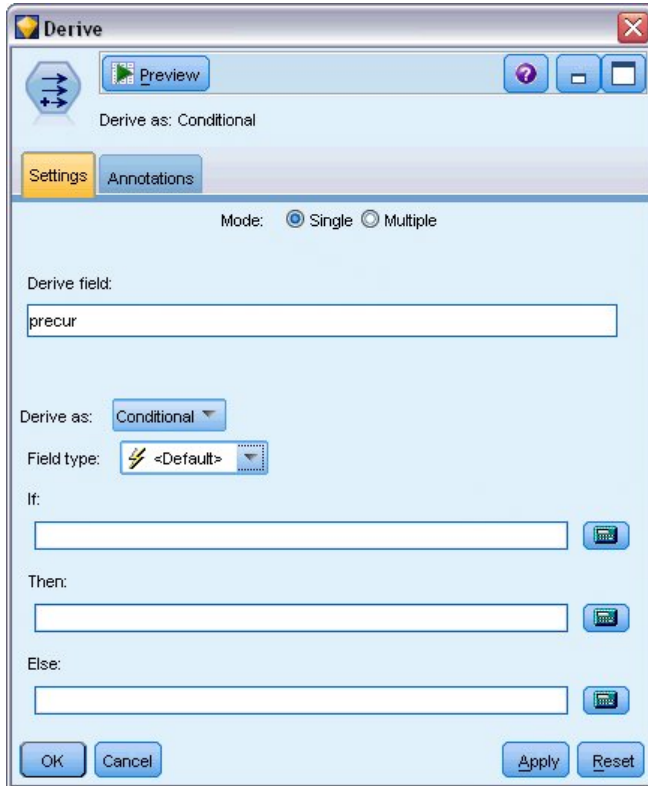 Derive
Preview
?
Derive as: Conditional
Settings Annotations
Mode: Single Multiple
Derive field:
precur
Derive as: Conditional
Field type: <Default>
If:
Then:
Else:
OK Cancel Apply Reset